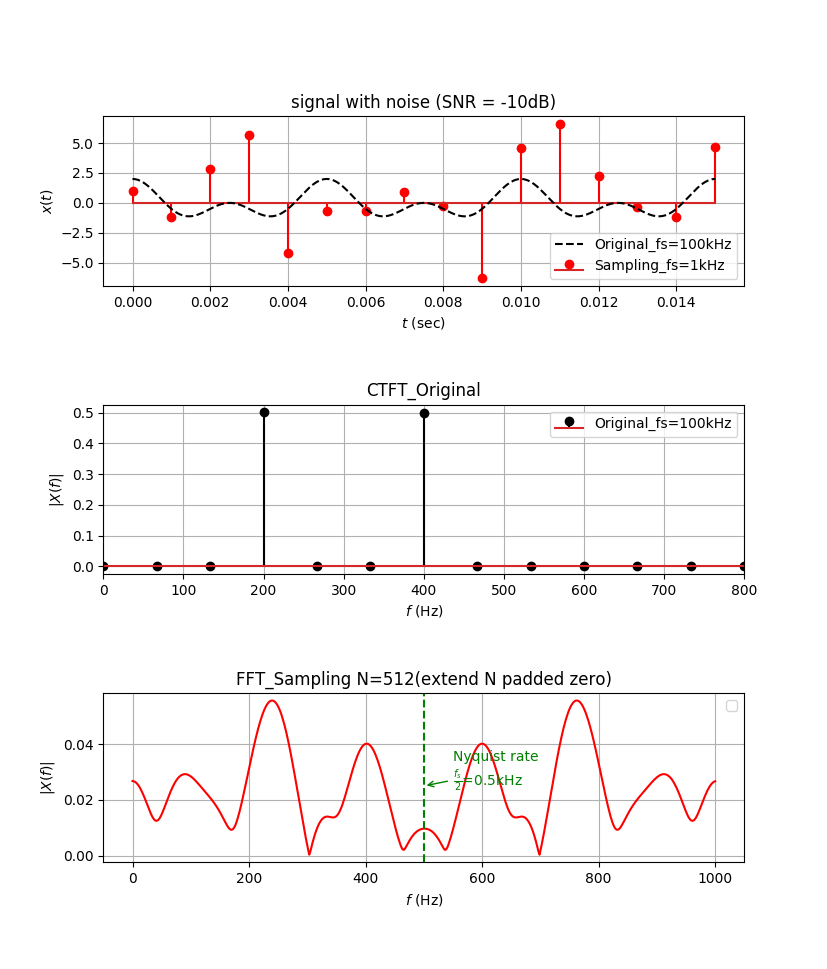 signal with noise (SNR = -10dB)
5.0
2.5
0.0
−2.5
−5.0
x(t)
Original_fs=100kHz
Sampling_fs=1kHz
0.000 0.002 0.004 0.006 0.008 0.010 0.012 0.014
t (sec)
CTFT_Original
0.5
0.4
0.3
0.2
0.1
0.0
|X(f)|
Original_fs=100kHz
0 100 200 300 400 500 600 700 800
f (Hz)
FFT_Sampling N=512(extend N padded zero)
0.04
0.02
0.00
|X(f)|
Nyquist rate
fs/2=0.5kHz
0 200 400 600 800 1000
f (Hz)